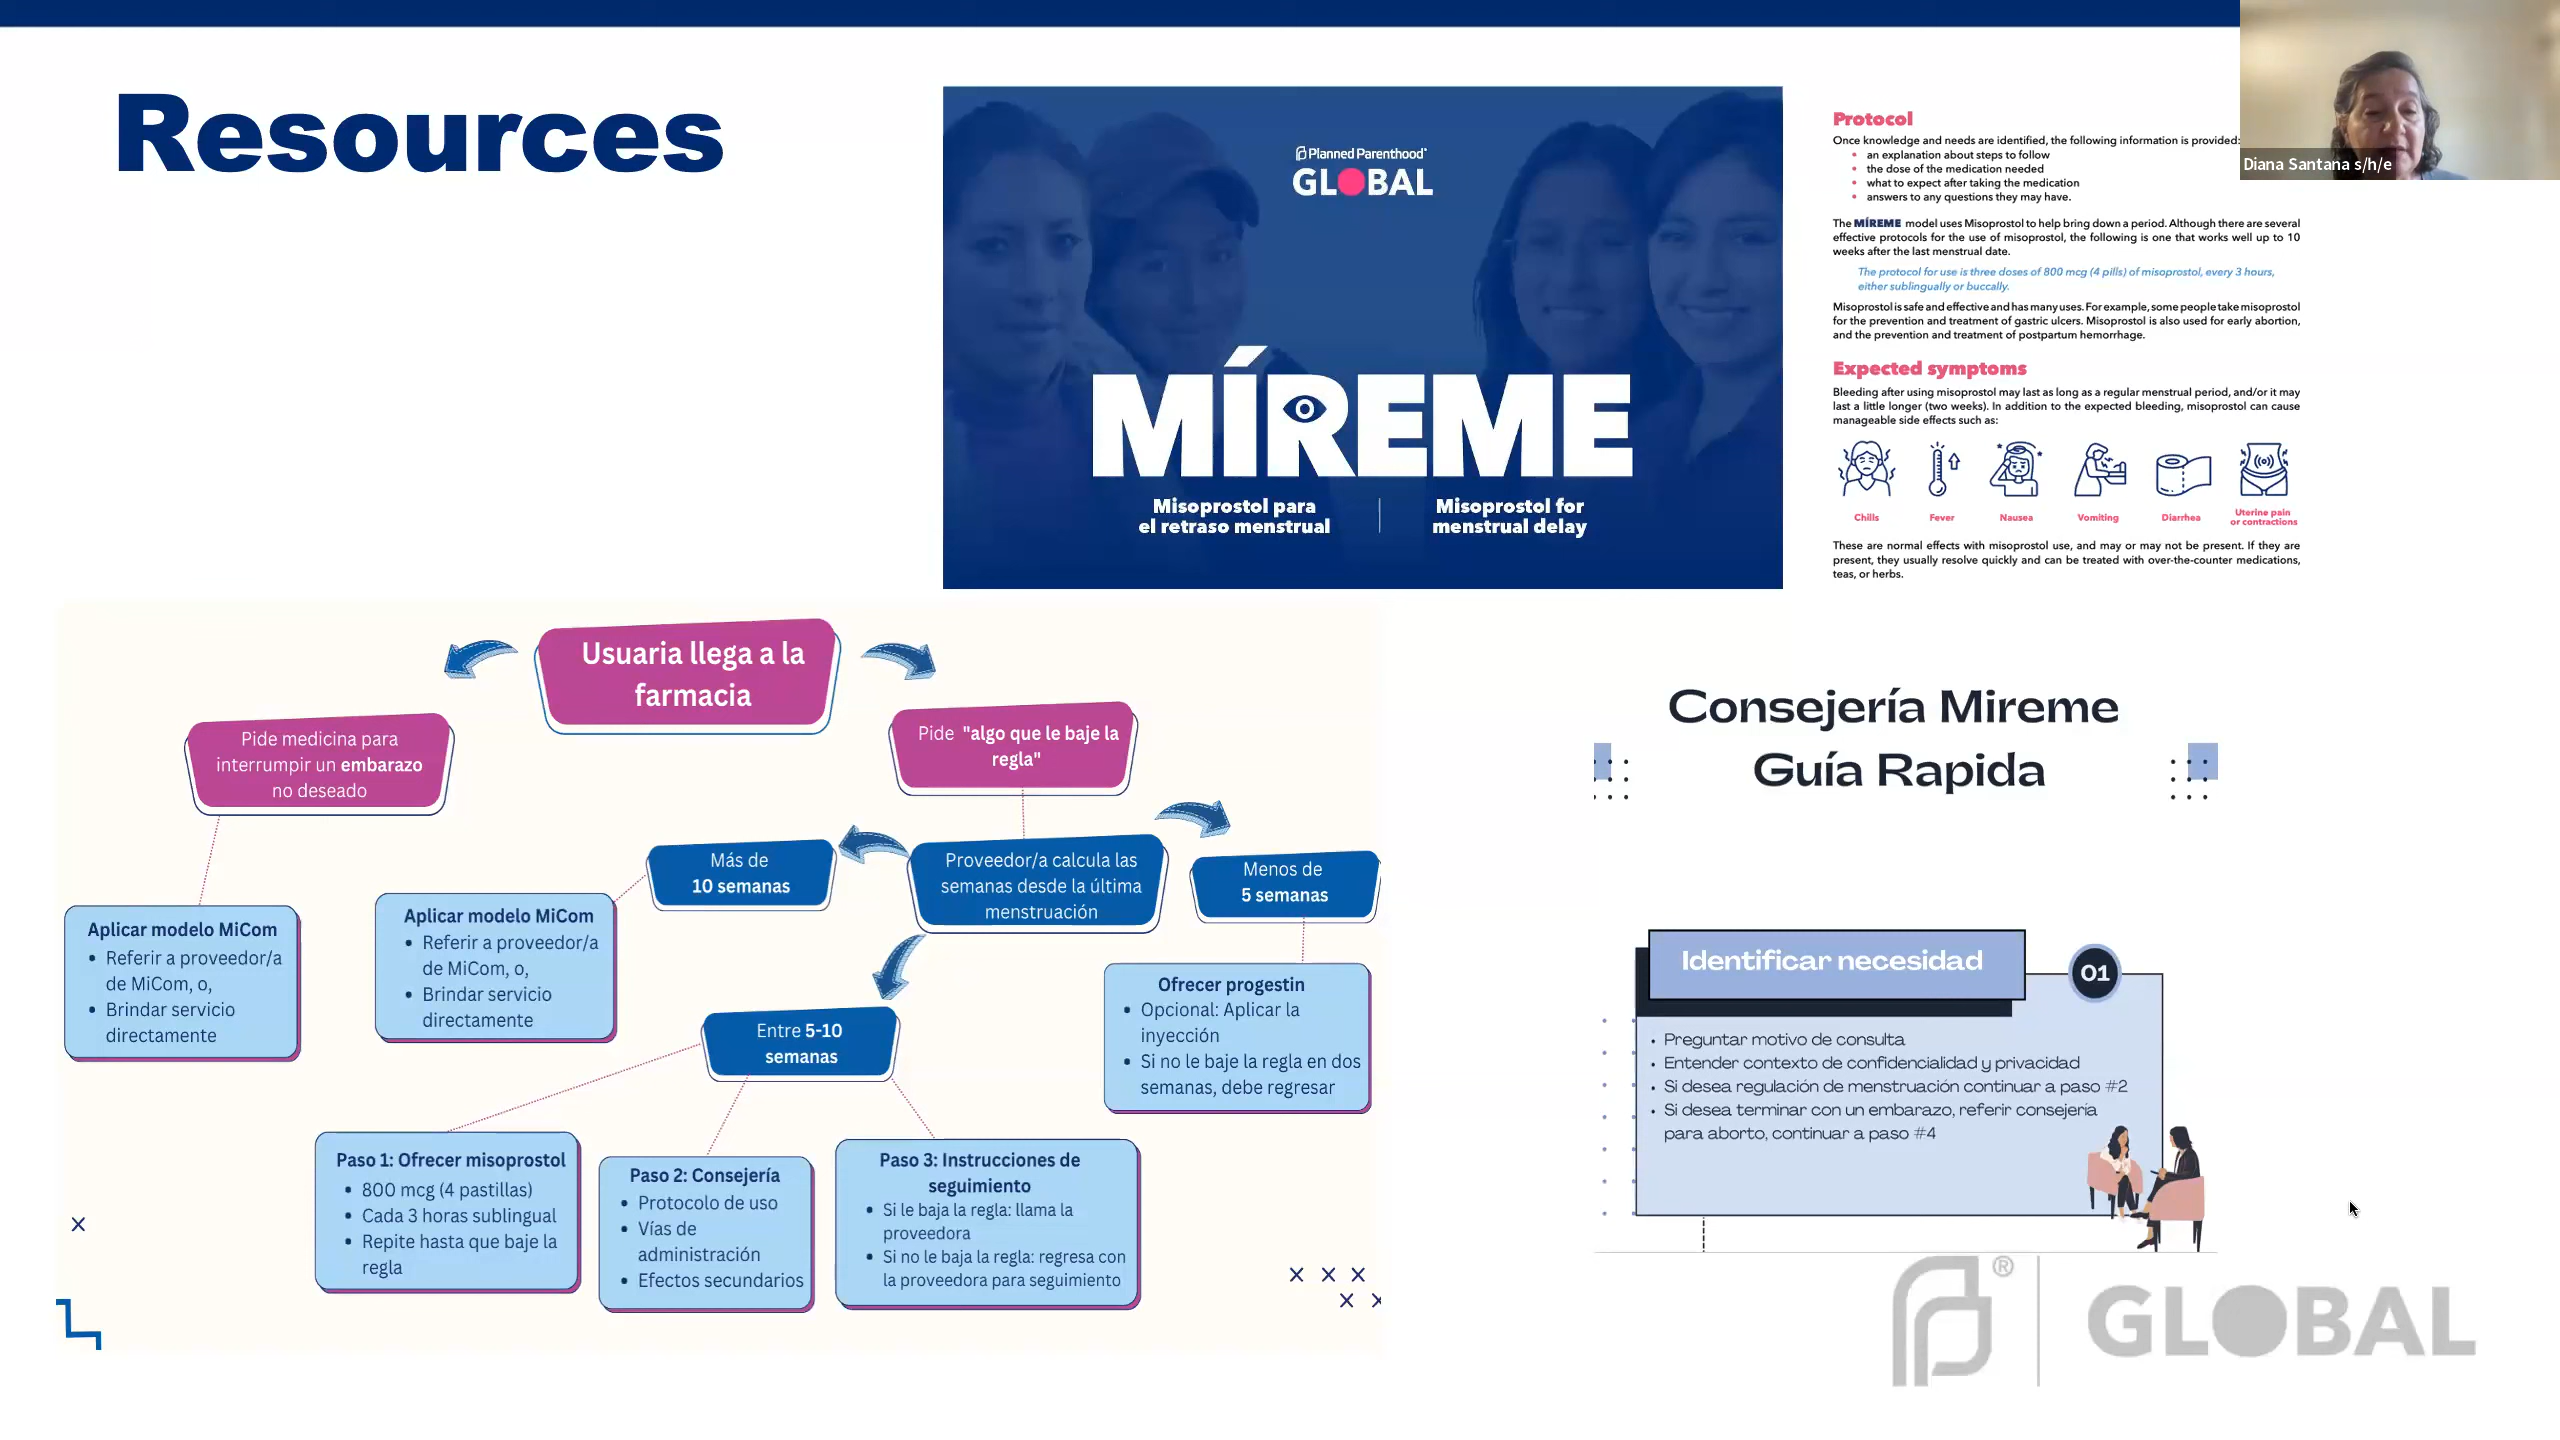 Resources
Planned Parenthood®
GLOBAL
MÍREME
Misoprostol para
el retraso menstrual
Misoprostol for
menstrual delay
Protocol
Once knowledge and needs are identified, the following information is provided:
• an explanation about steps to follow
• the dose of the medication needed
• what to expect after taking the medication
• answers to any questions they may have.
The MÍREME model uses Misoprostol to help bring down a period. Although there are several
effective protocols for the use of misoprostol, the following is one that works well up to 10
weeks after the last menstrual date.
The protocol for use is three doses of 800 mcg (4 pills) of misoprostol, every 3 hours,
either sublingually or buccally.
Misoprostol is safe and effective and has many uses. For example, some people take misoprostol
for the prevention and treatment of gastric ulcers. Misoprostol is also used for early abortion,
and the prevention and treatment of postpartum hemorrhage.
Expected symptoms
Bleeding after using misoprostol may last as long as a regular menstrual period, and/or it may
last a little longer (two weeks). In addition to the expected bleeding, misoprostol can cause
manageable side effects such as:
Chills
Fever
Nausea
Vomiting
Diarrhea
Uterine pain
or contractions
These are normal effects with misoprostol use, and may or may not be present. If they are
present, they usually resolve quickly and can be treated with over-the-counter medications,
teas, or herbs.
Diana Santana s/h/e
Usuaria llega a la
farmacia
Pide medicina para
interrumpir un embarazo
no deseado
Pide "algo que le baje la
regla"
Más de
10 semanas
Proveedor/a calcula las
semanas desde la última
menstruación
Menos de
5 semanas
Aplicar modelo MiCom
• Referir a proveedor/a
de MiCom, o,
• Brindar servicio
directamente
Aplicar modelo MiCom
• Referir a proveedor/a
de MiCom, o,
• Brindar servicio
directamente
Ofrecer progestin
• Opcional: Aplicar la
inyección
• Si no le baje la regla en dos
semanas, debe regresar
Entre 5-10
semanas
Paso 1: Ofrecer misoprostol
• 800 mcg (4 pastillas)
• Cada 3 horas sublingual
• Repite hasta que baje la
regla
Paso 2: Consejería
• Protocolo de uso
• Vías de
administración
• Efectos secundarios
Paso 3: Instrucciones de
seguimiento
• Si le baja la regla: llama la
proveedora
• Si no le baja la regla: regresa con
la proveedora para seguimiento
Consejería Mireme
Guía Rapida
Identificar necesidad
01
• Preguntar motivo de consulta
• Entender contexto de confidencialidad y privacidad
• Si desea regulación de menstruación continuar a paso #2
• Si desea terminar con un embarazo, referir consejería
para aborto, continuar a paso #4
® GLOBAL